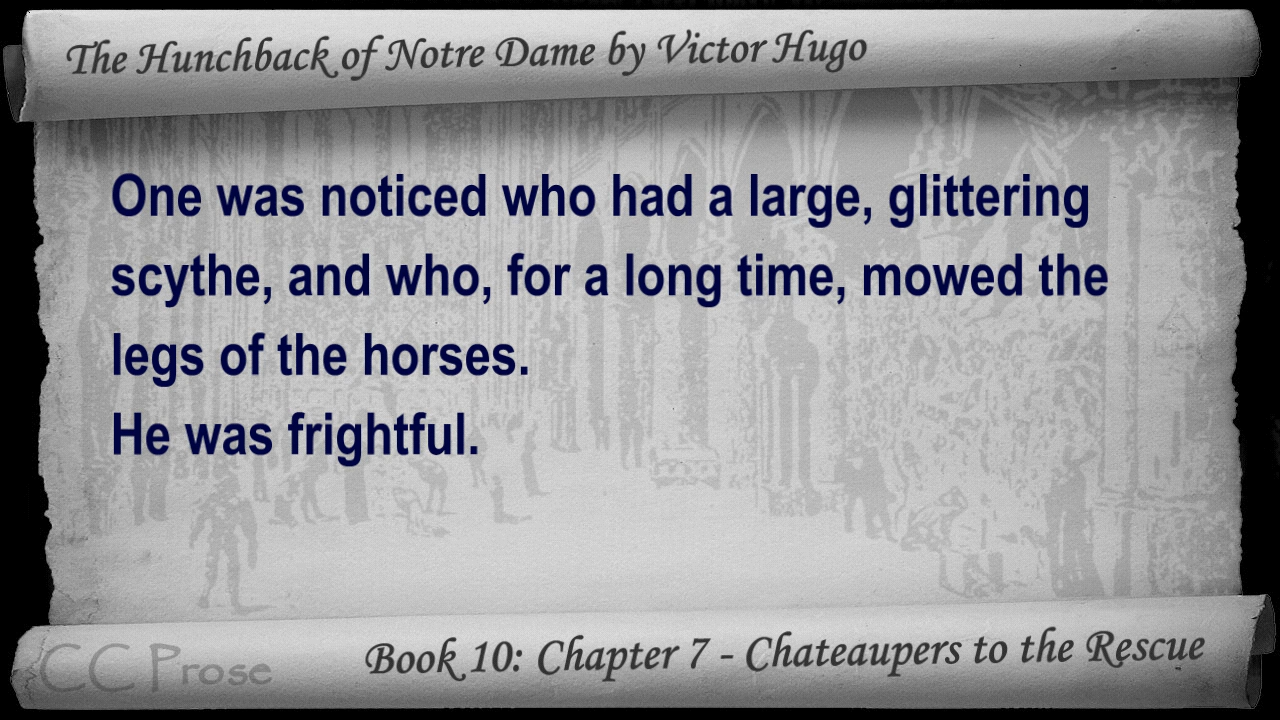 The Hunchback of Notre Dame by Victor Hugo
One was noticed who had a large, glittering
scythe, and who, for a long time, mowed the
legs of the horses.
He was frightful.
CC Prose
Book 10: Chapter 7 - Chateaupers to the Rescue